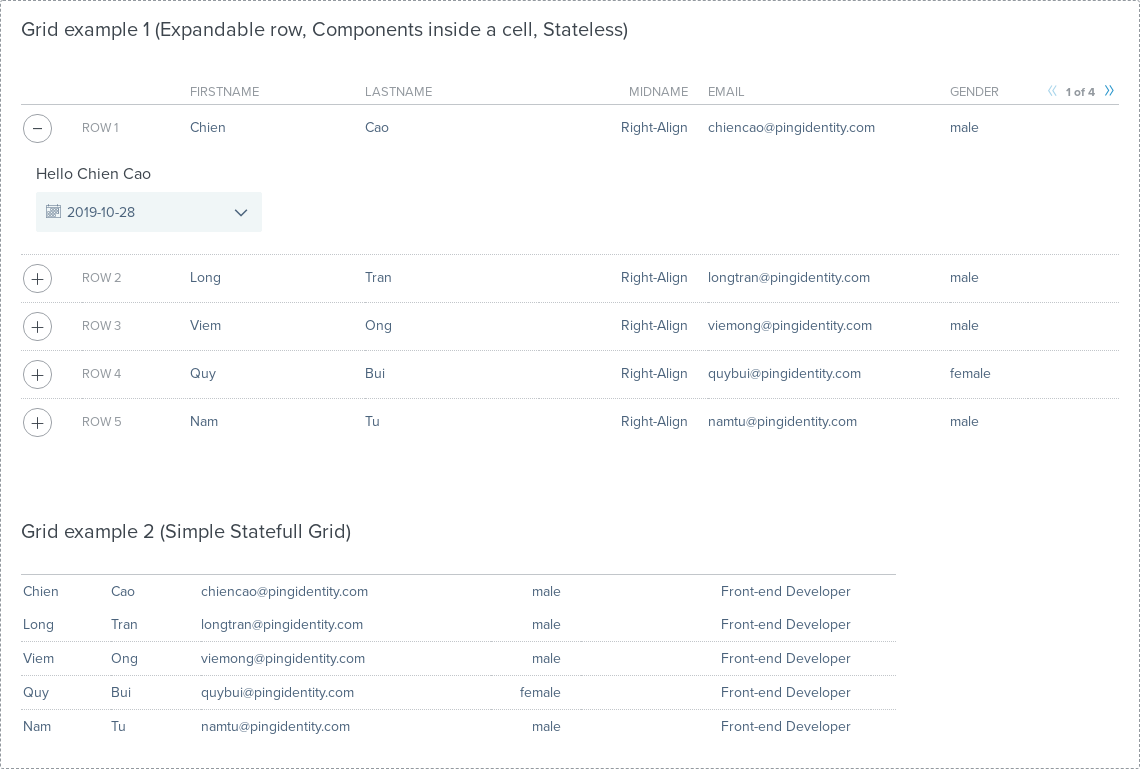 Grid example 1 (Expandable row, Components inside a cell, Stateless)
FIRSTNAME LASTNAME MIDNAME EMAIL GENDER 1 of 4
ROW 1 Chien Cao Right-Align chiencao@pingidentity.com male
Hello Chien Cao
2019-10-28
ROW 2 Long Tran Right-Align longtran@pingidentity.com male
ROW 3 Viem Ong Right-Align viemong@pingidentity.com male
ROW 4 Quy Bui Right-Align quybui@pingidentity.com female
ROW 5 Nam Tu Right-Align namtu@pingidentity.com male
Grid example 2 (Simple Statefull Grid)
Chien Cao chiencao@pingidentity.com male Front-end Developer
Long Tran longtran@pingidentity.com male Front-end Developer
Viem Ong viemong@pingidentity.com male Front-end Developer
Quy Bui quybui@pingidentity.com female Front-end Developer
Nam Tu namtu@pingidentity.com male Front-end Developer